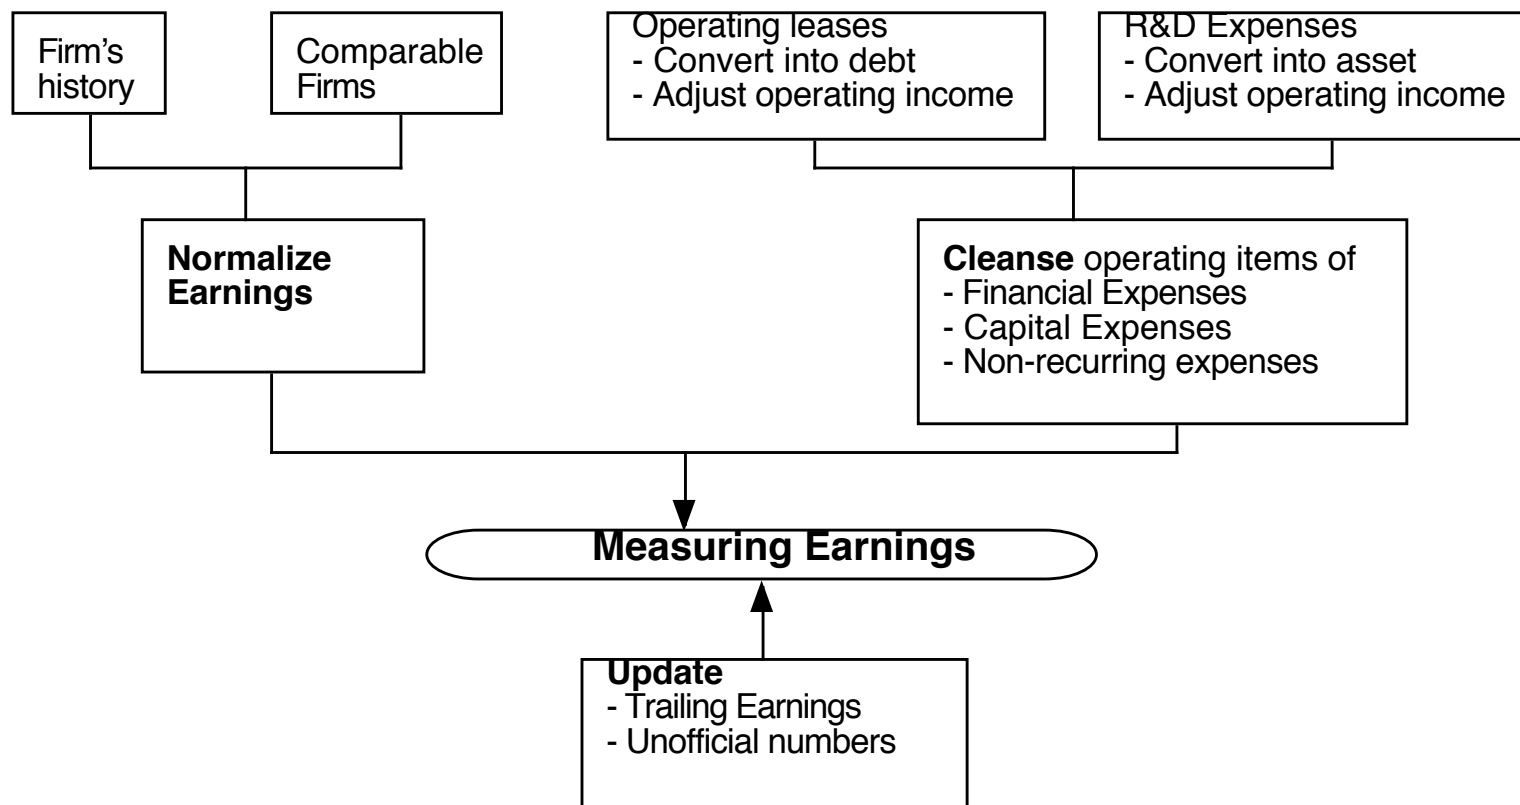 Firm's
history
Comparable
Firms
Operating leases
- Convert into debt
- Adjust operating income
R&D Expenses
- Convert into asset
- Adjust operating income
Normalize
Earnings
Cleanse operating items of
- Financial Expenses
- Capital Expenses
- Non-recurring expenses
Measuring Earnings
Update
- Trailing Earnings
- Unofficial numbers